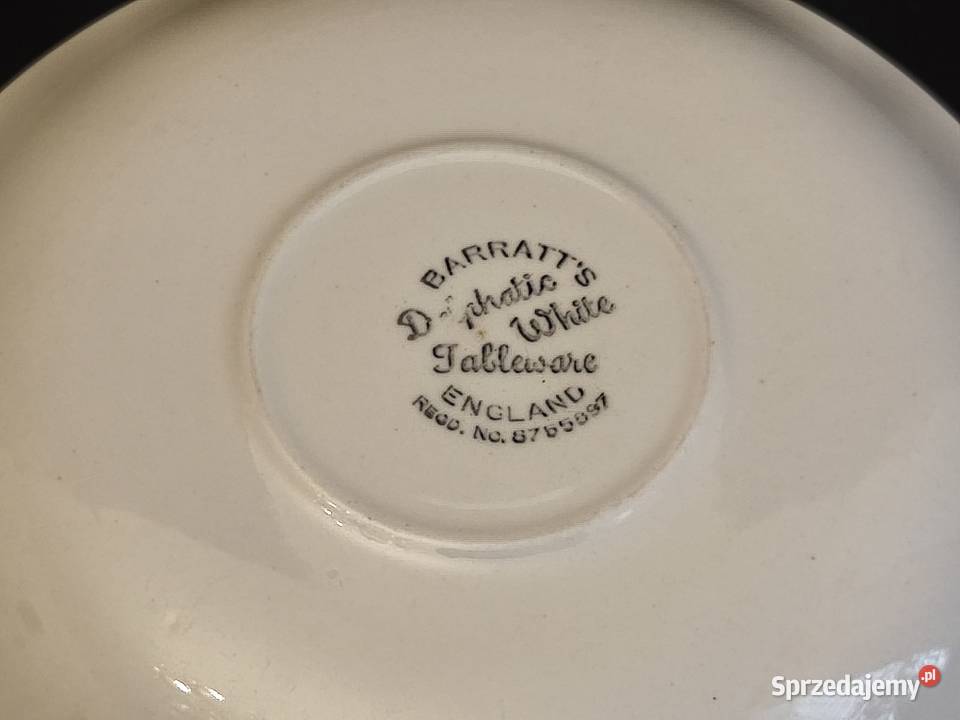 BARRATT'S
White
Tableware
ENGLAND
REGD. No.
Sprzedajemy.pl